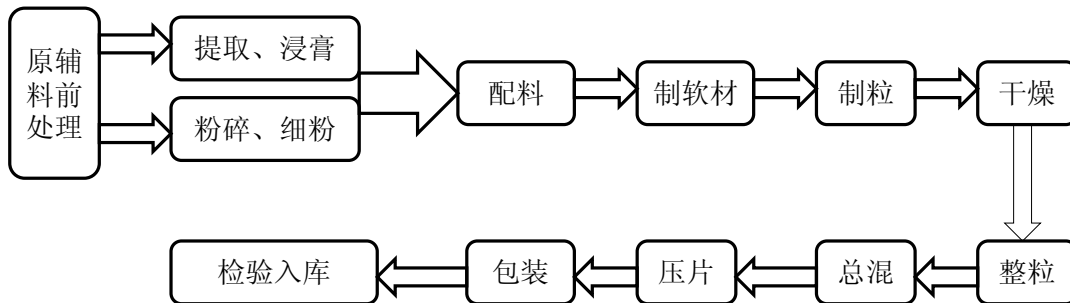 原辅
料前
处理
提取、浸膏
粉碎、细粉
配料
制软材
制粒
干燥
整粒
总混
压片
包装
检验入库